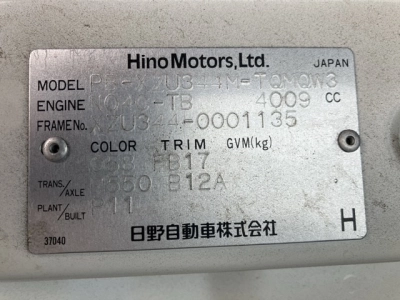 Hino Motors, Ltd.
JAPAN
MODEL
ENGINE 4009 CC
FRAME No. 0001135
COLOR TRIM GVM(kg)
FB17
TRANS/AXLE B12A
PLANT/BUILT
37040
日野自動車株式会社 H